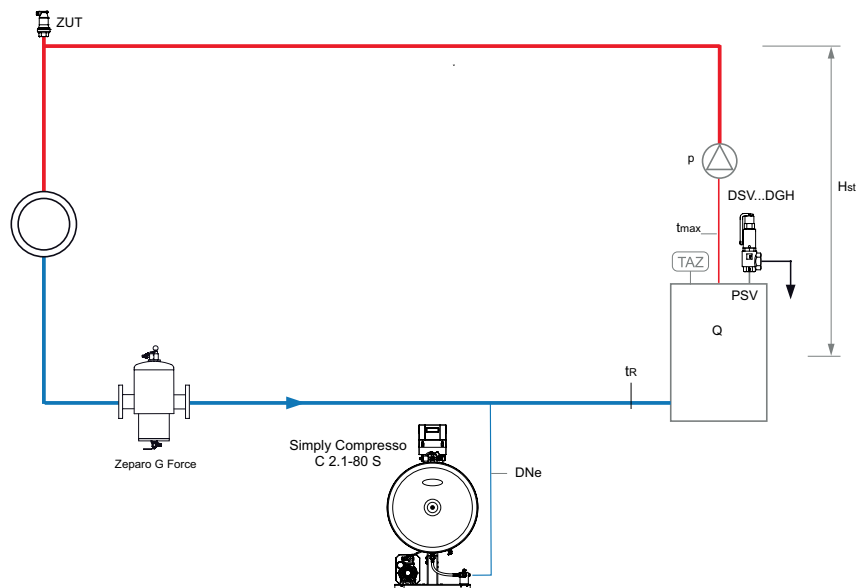 ZUT
p
Hst
DSV...DGH
tmax
TAZ
PSV
Q
tR
Simply Compresso
C 2.1-80 S
DNe
Zeparo G Force